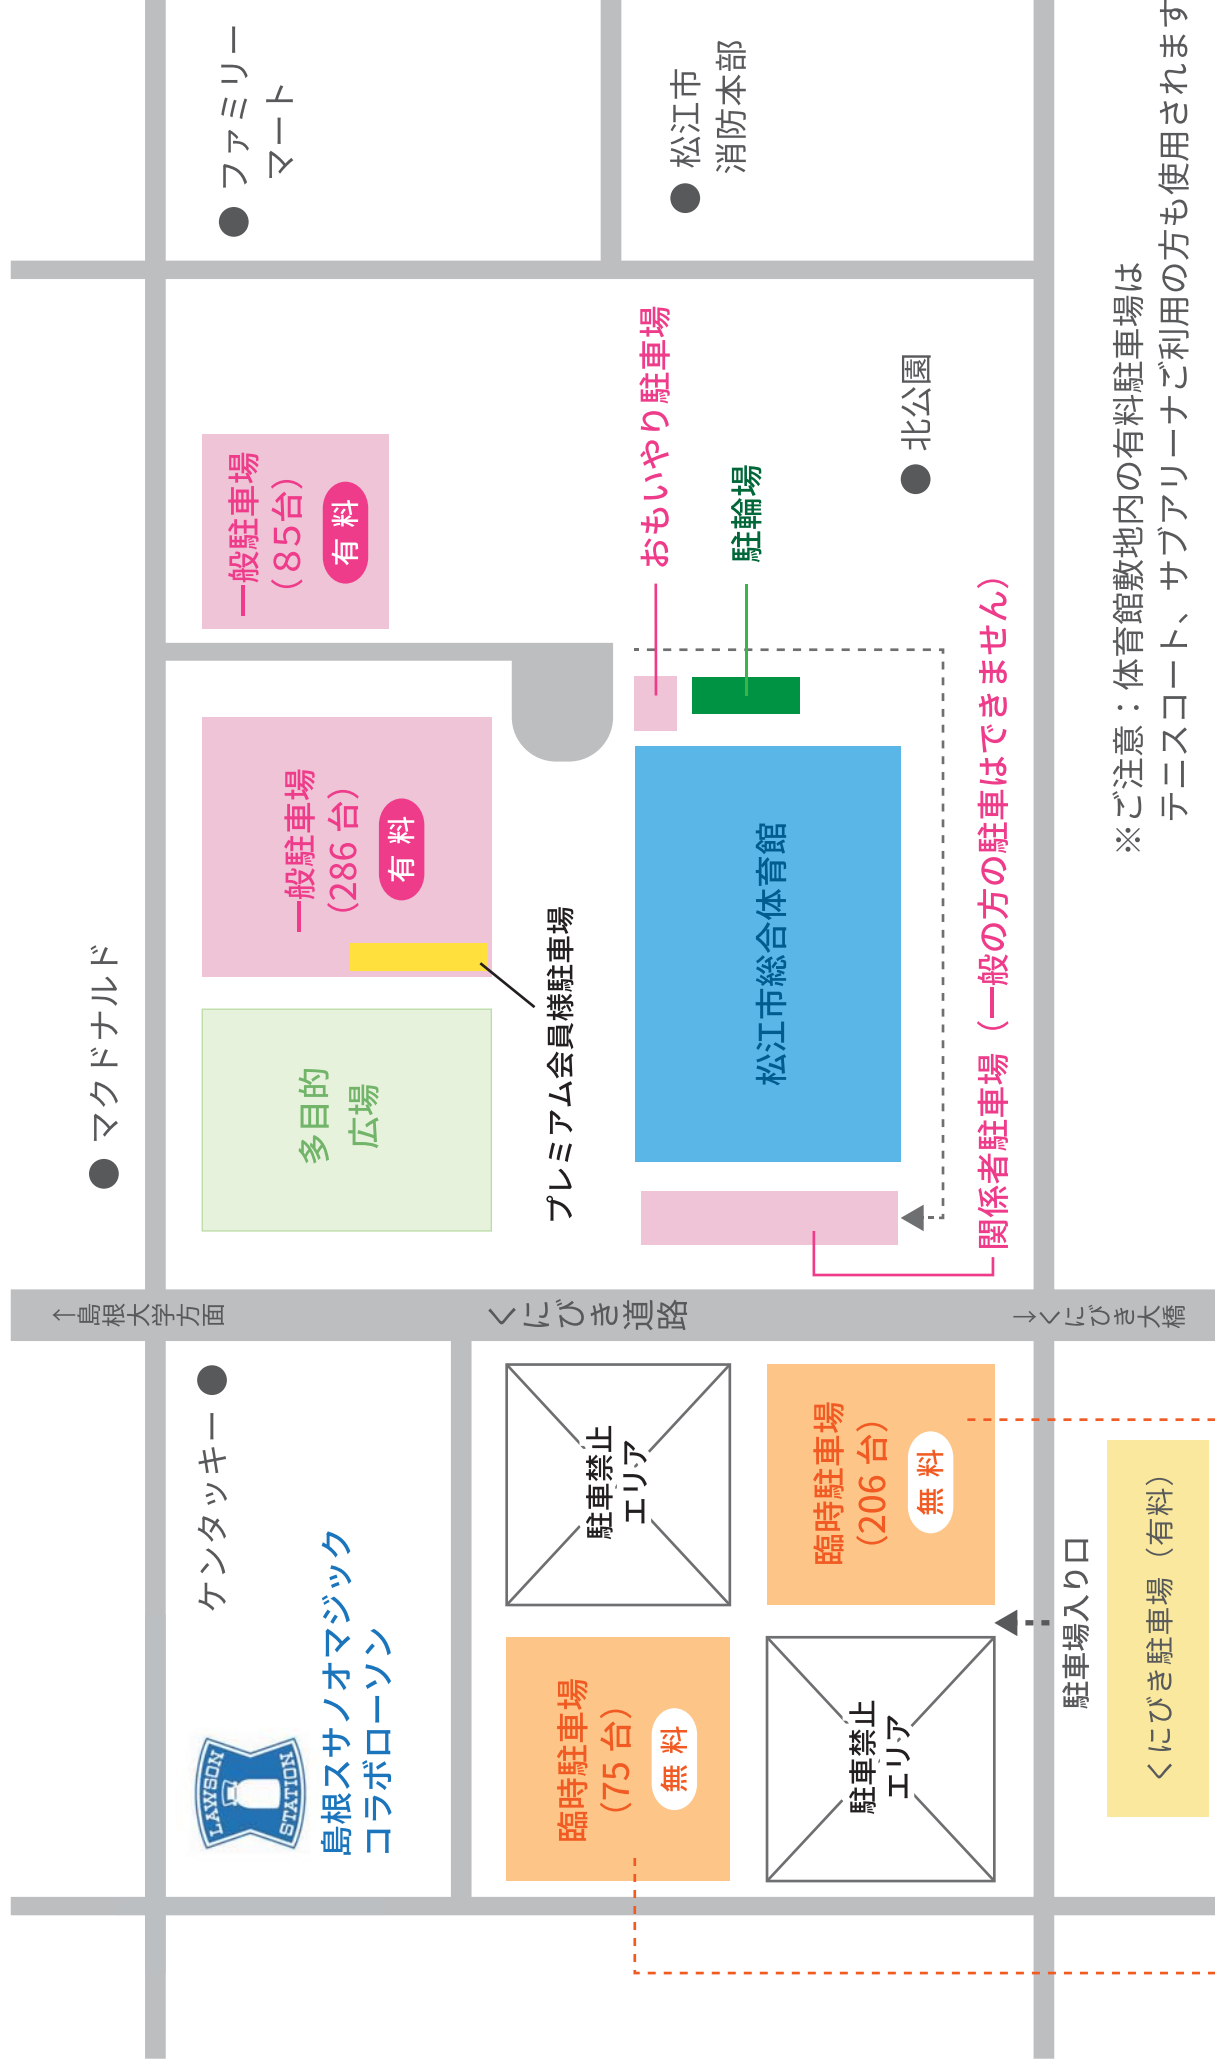 ↑島根大学方面
くにびき道路
↓くにびき大橋
ケンタッキー
LAWSON
STATION
島根スサノオマジック
コラボローソン
マクドナルド
ファミリー
マート
多目的
広場
一般駐車場
(286 台)
有 料
一般駐車場
(85台)
有 料
プレミアム会員様駐車場
松江市
消防本部
おもいやり駐車場
駐輪場
松江市総合体育館
北公園
関係者駐車場（一般の方の駐車はできません）
臨時駐車場
(75 台)
無 料
駐車禁止
エリア
駐車禁止
エリア
臨時駐車場
(206 台)
無 料
駐車場入り口
くにびき駐車場（有料）
※ご注意：体育館敷地内の有料駐車場は
テニスコート、サブアリーナご利用の方も使用されます